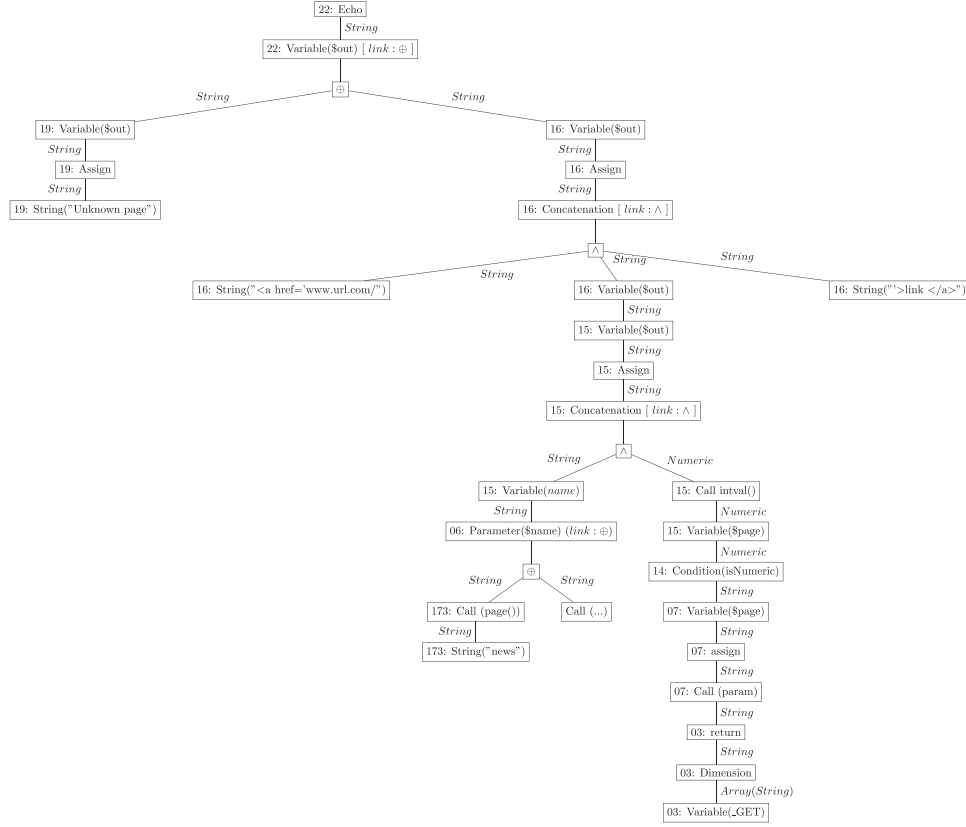 22: Echo
String
22: Variable($out) [ link : ⊕ ]
⊕
String String
19: Variable($out) 16: Variable($out)
String String
19: Assign 16: Assign
String String
19: String("Unknown page") 16: Concatenation [ link : ∧ ]
∧
String String String
16: String("<a href='www.url.com/") 16: Variable($out) 16: String("'>link </a>")
String
15: Variable($out)
String
15: Assign
String
15: Concatenation [ link : ∧ ]
∧
String Numeric
15: Variable(name) 15: Call intval()
String Numeric
06: Parameter($name) (link : ⊕) 15: Variable($page)
Numeric
⊕ 14: Condition(isNumeric)
String String String
173: Call (page()) Call (...) 07: Variable($page)
String String
173: String("news") 07: assign
String
07: Call (param)
String
03: return
String
03: Dimension
Array(String)
03: Variable(_GET)